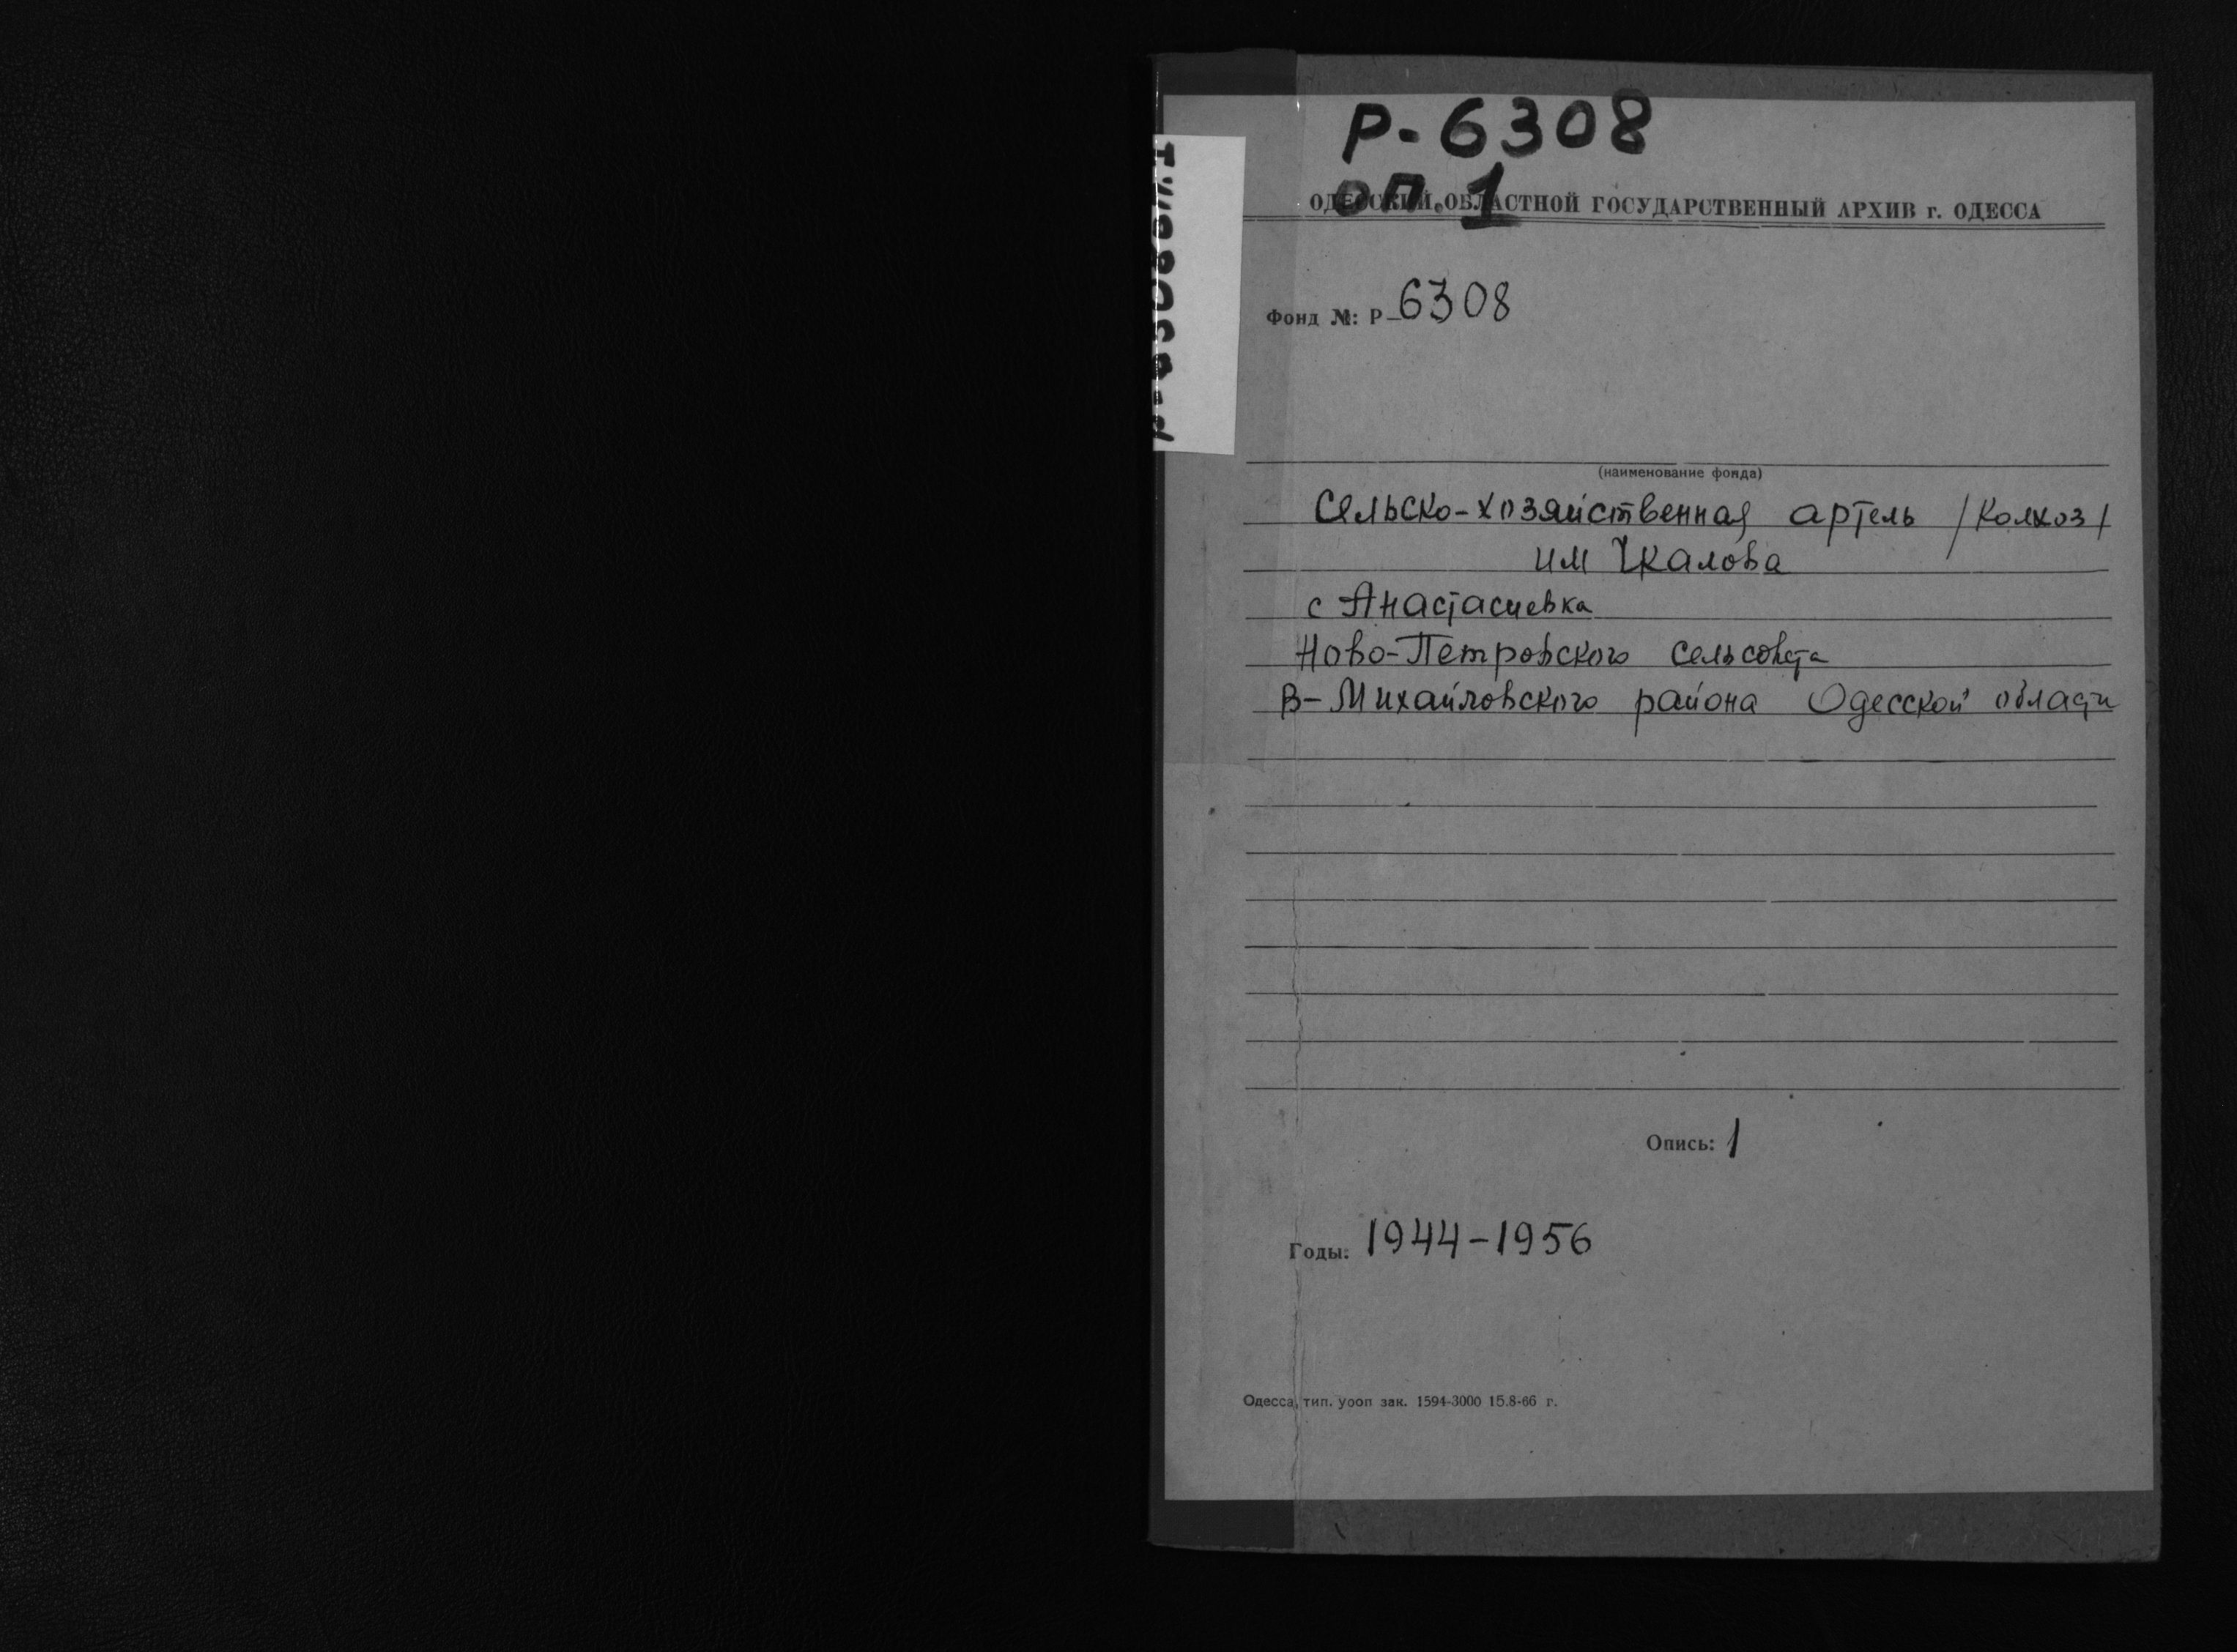 Р-6308
оп.1
ОДЕССКИЙ ОБЛАСТНОЙ ГОСУДАРСТВЕННЫЙ АРХИВ г. ОДЕССА
Фонд №: Р-6308
(наименование фонда)
Сельско-хозяйственная артель /колхоз/
им Чкалова
с Анастасиевка
Ново-Петровского сельсовета
В-Михайловского района Одесской области
Опись: 1
Годы: 1944-1956
Одесса, тип. уооп зак. 1594-3000 15.8-66 г.